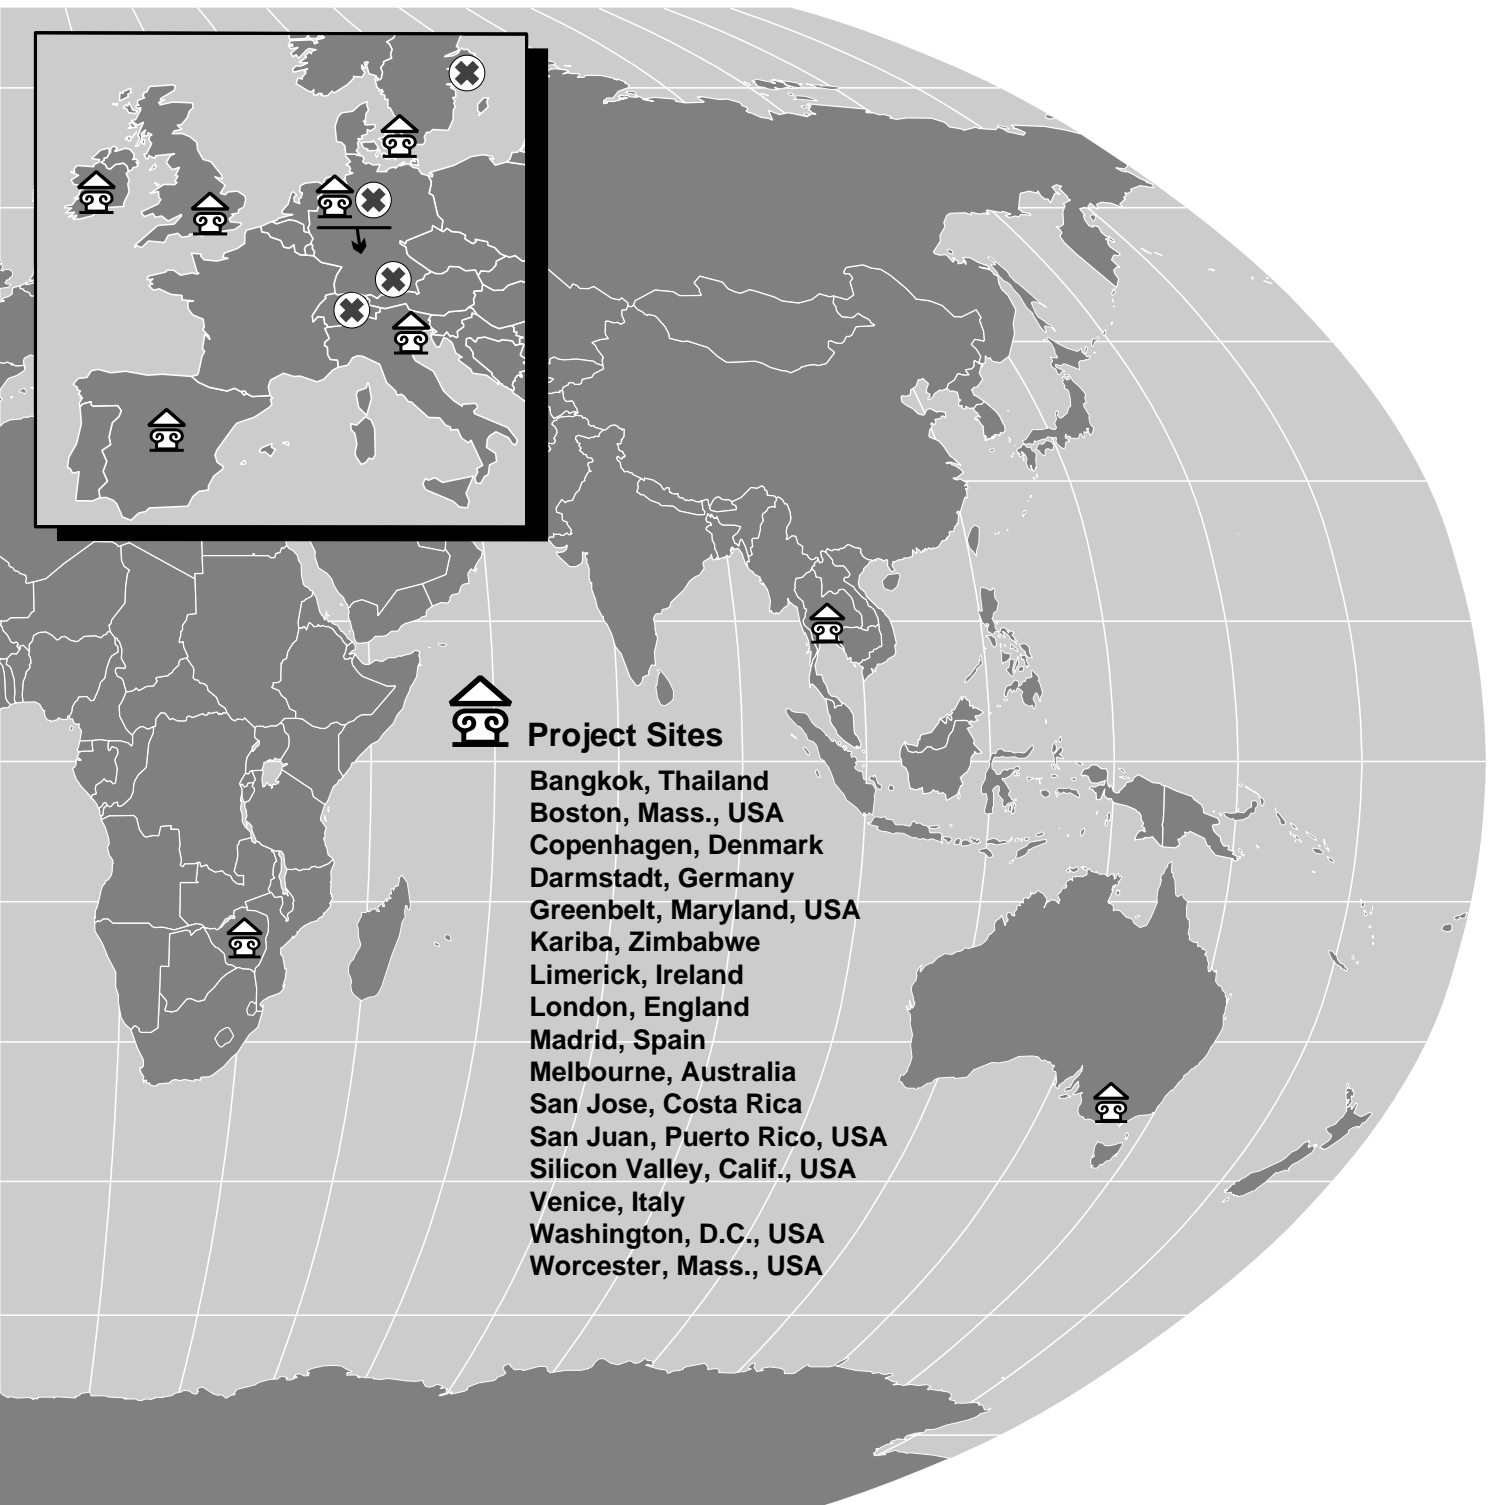 Project Sites
Bangkok, Thailand
Boston, Mass., USA
Copenhagen, Denmark
Darmstadt, Germany
Greenbelt, Maryland, USA
Kariba, Zimbabwe
Limerick, Ireland
London, England
Madrid, Spain
Melbourne, Australia
San Jose, Costa Rica
San Juan, Puerto Rico, USA
Silicon Valley, Calif., USA
Venice, Italy
Washington, D.C., USA
Worcester, Mass., USA